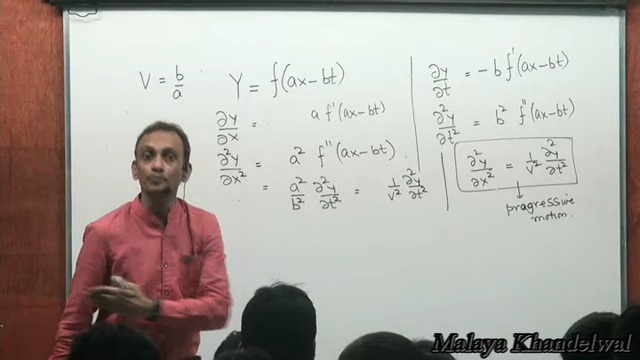 V = b/a
Y = f(ax – bt)
∂y/∂x = a f'(ax – bt)
∂²y/∂x² = a² f''(ax – bt)
= a²/b² ∂²y/∂t² = 1/v² ∂²y/∂t²
∂y/∂t = – b f'(ax – bt)
∂²y/∂t² = b² f''(ax – bt)
∂²y/∂x² = 1/v² ∂²y/∂t²
progressive
motion.
Malaya Khandelwal